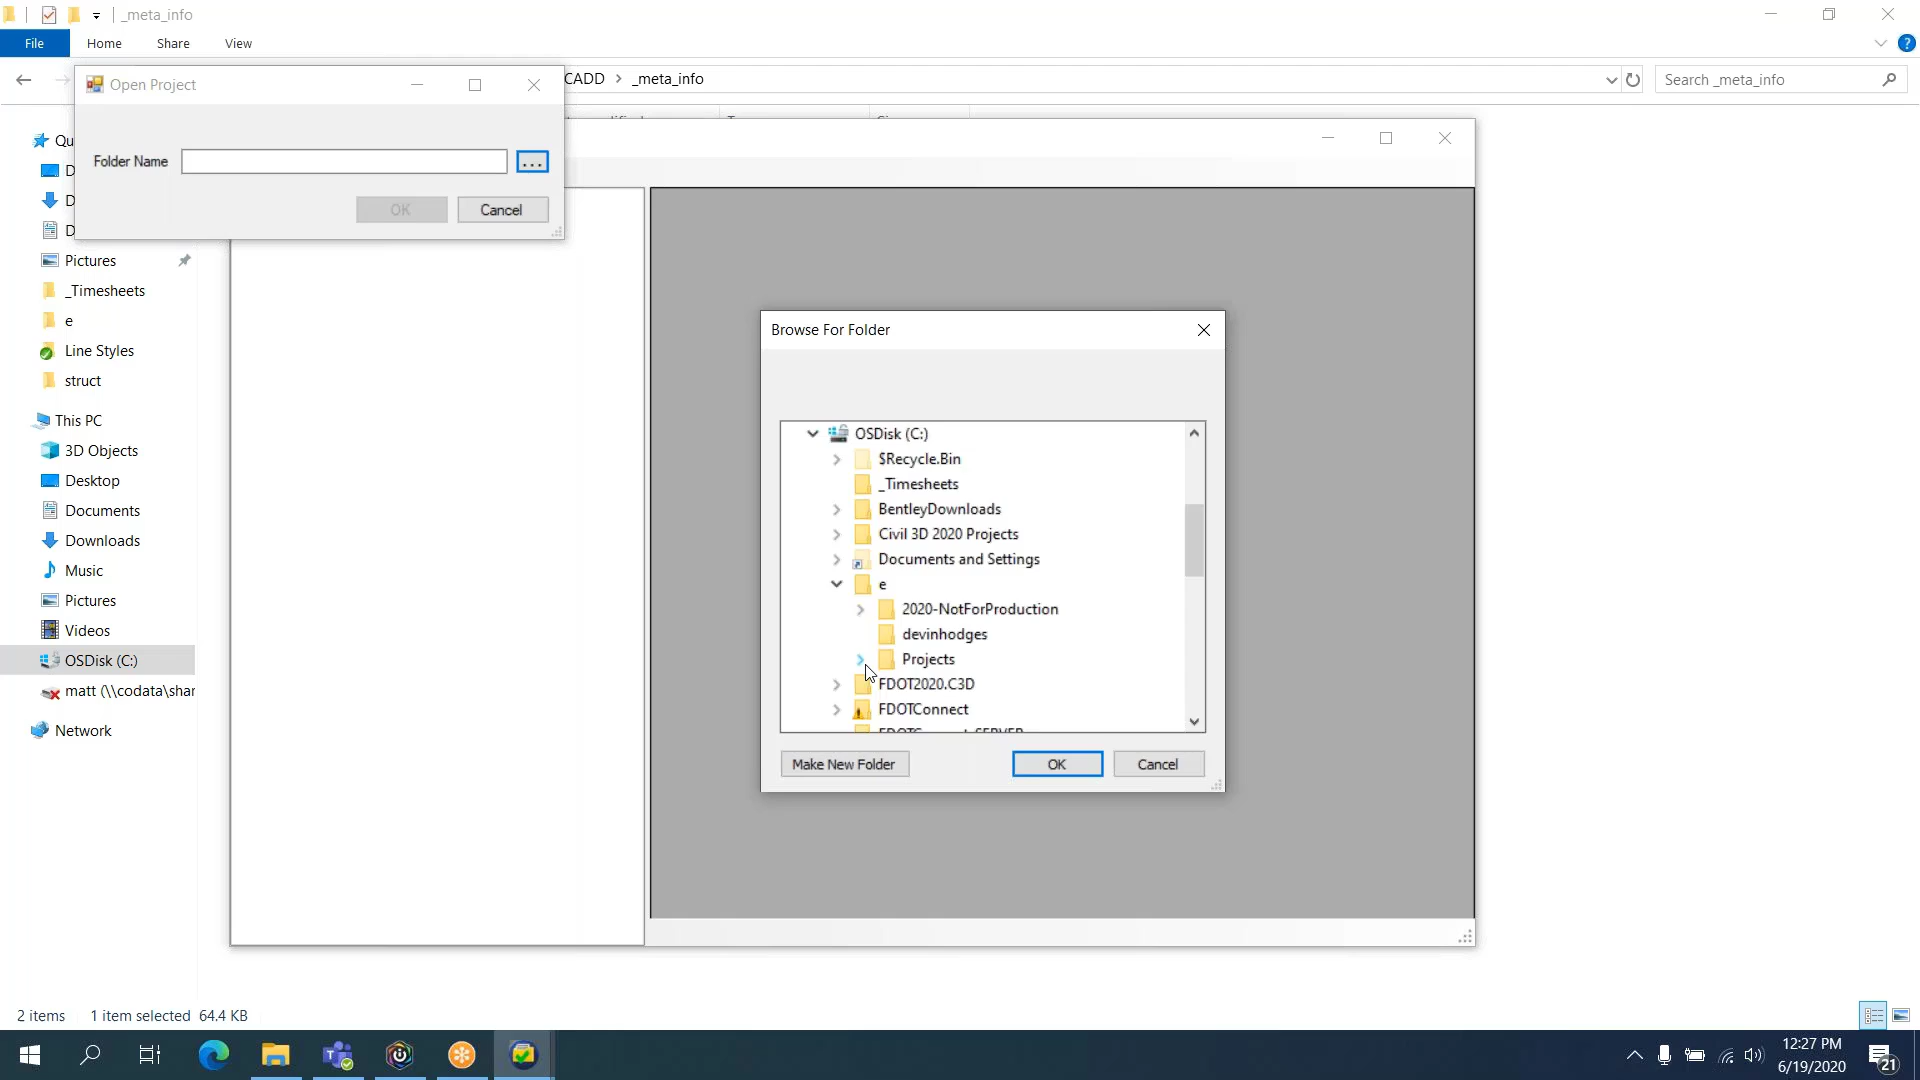 _meta_info
File Home Share View
CADD > _meta_info
Search _meta_info
Open Project
Folder Name
...
OK Cancel
Qu
D
D
D
Pictures
_Timesheets
e
Line Styles
struct
This PC
3D Objects
Desktop
Documents
Downloads
Music
Pictures
Videos
OSDisk (C:)
matt (\\codata\shar
Network
Browse For Folder
OSDisk (C:)
$Recycle.Bin
_Timesheets
BentleyDownloads
Civil 3D 2020 Projects
Documents and Settings
e
2020-NotForProduction
devinhodges
Projects
FDOT2020.C3D
FDOTConnect
Make New Folder OK Cancel
2 items 1 item selected 64.4 KB
12:27 PM
6/19/2020
21